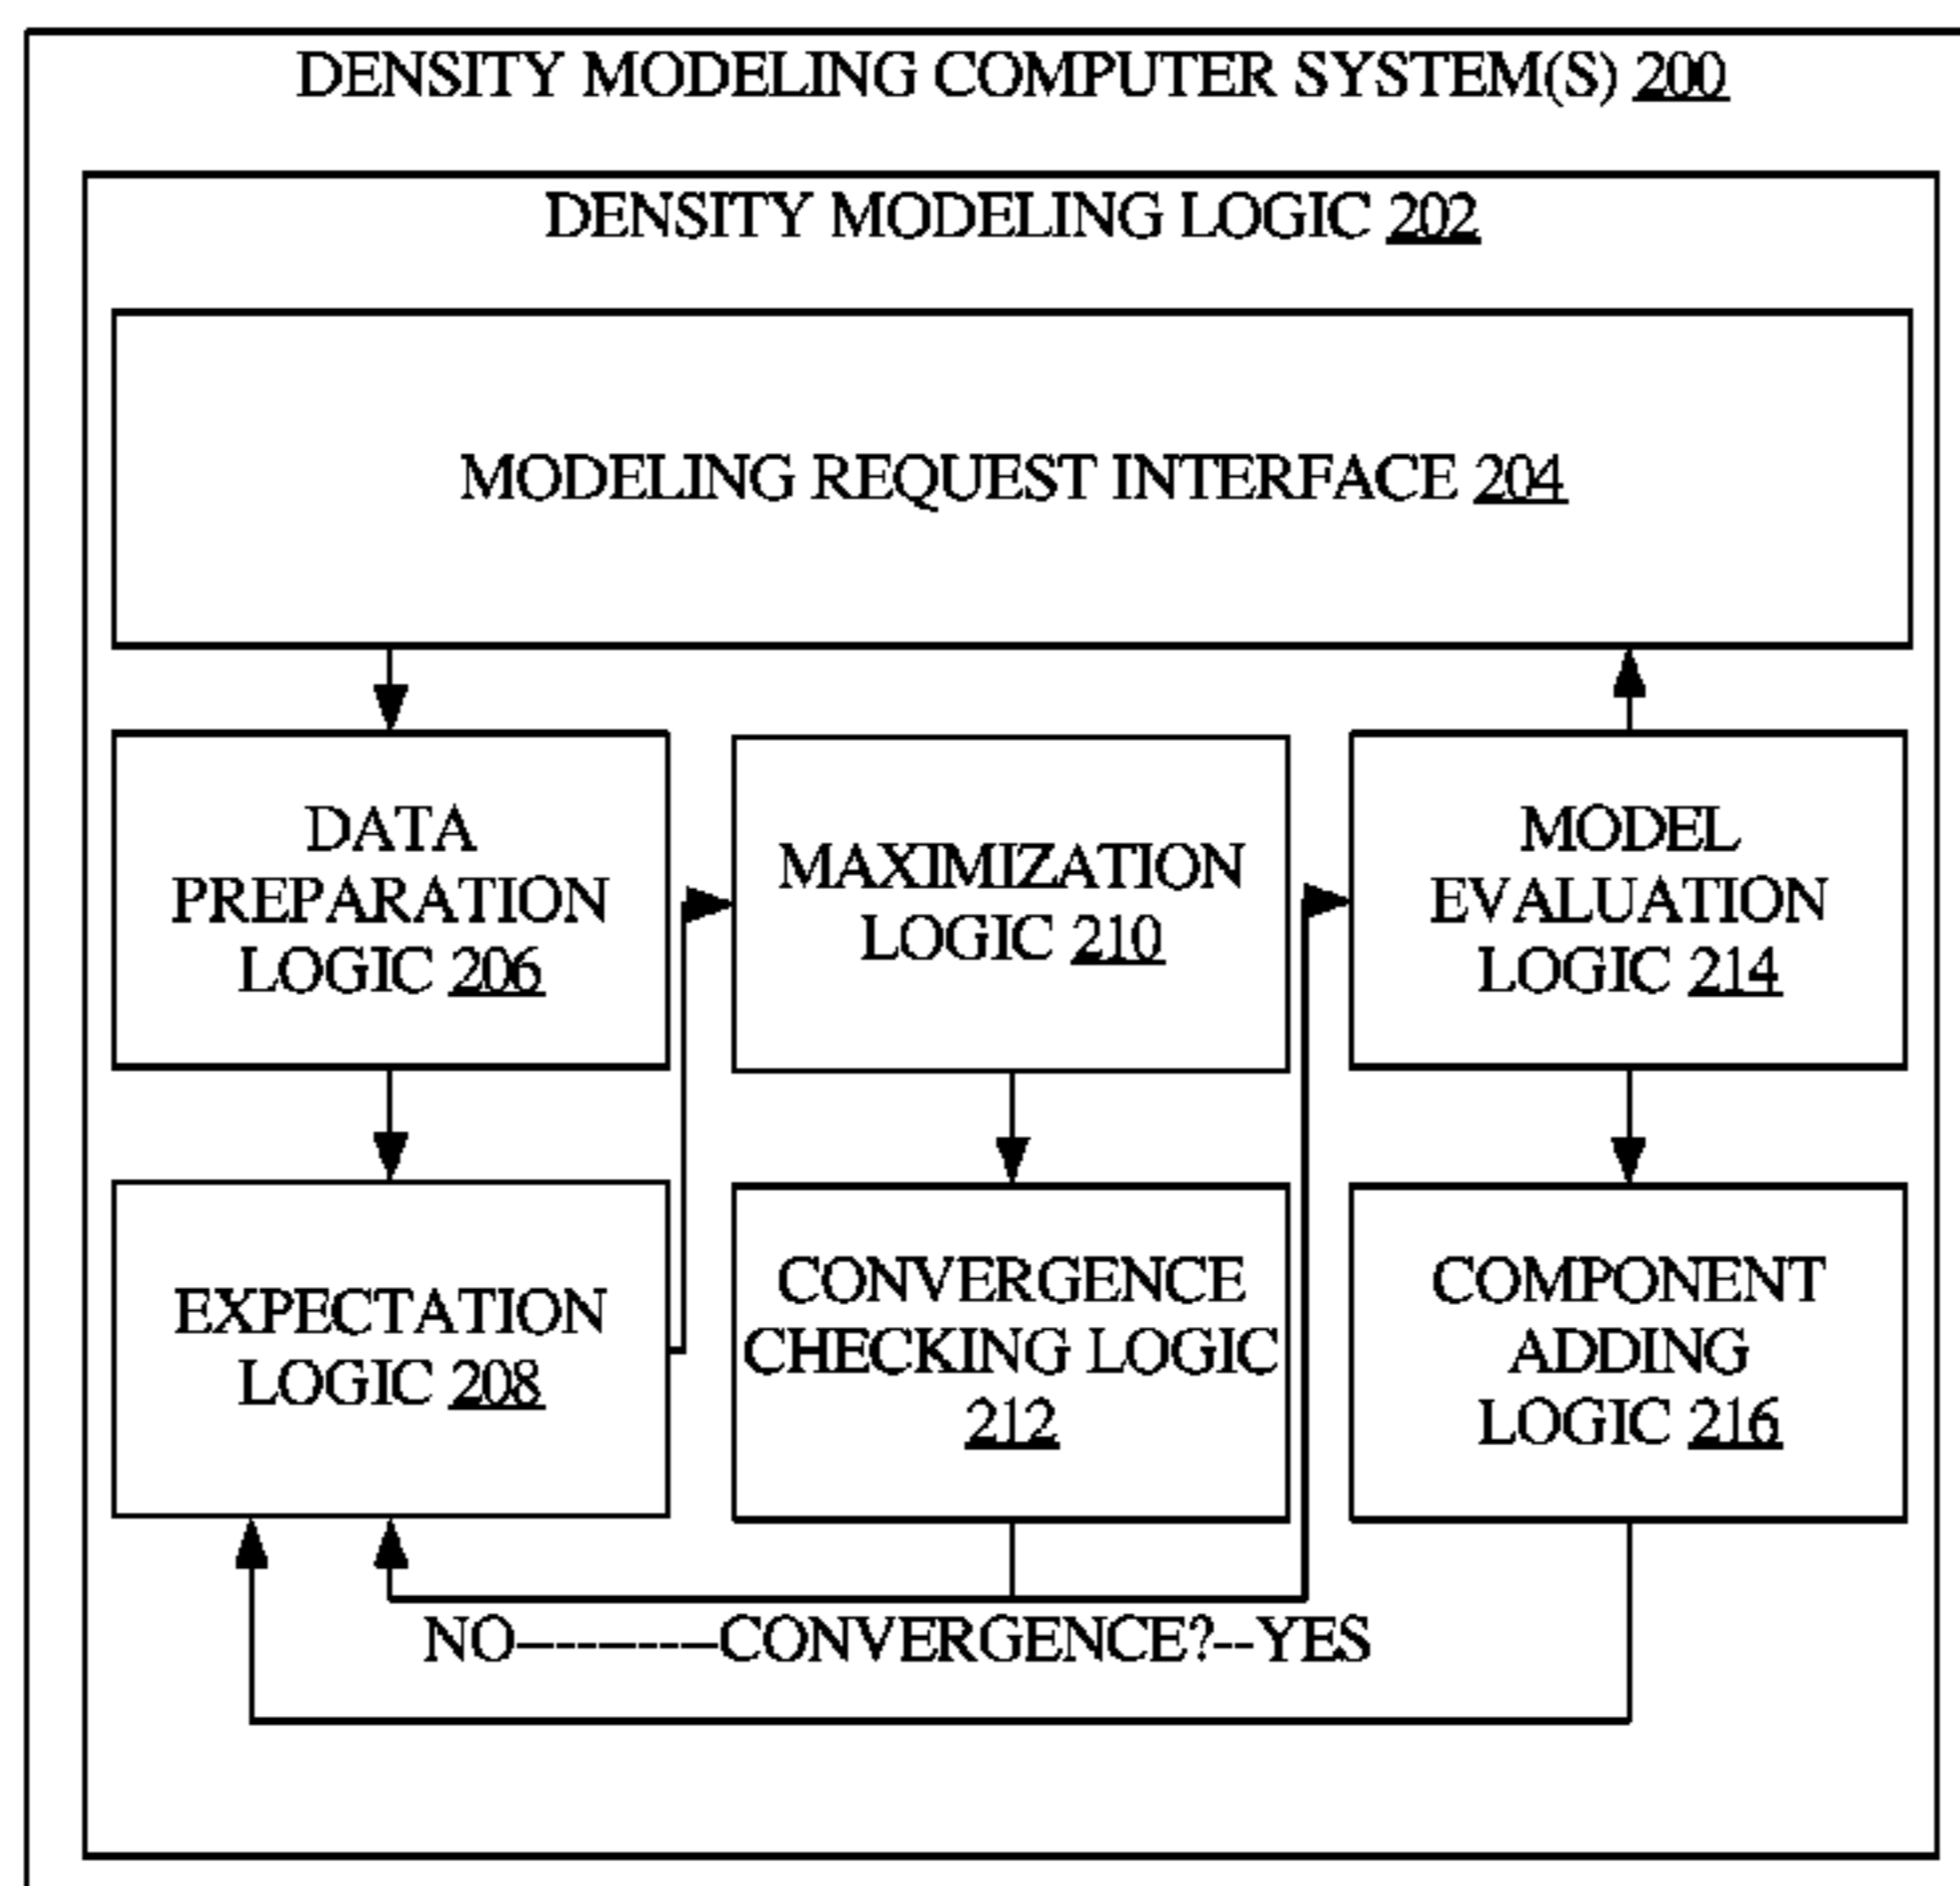 DENSITY MODELING COMPUTER SYSTEM(S) 200
DENSITY MODELING LOGIC 202
MODELING REQUEST INTERFACE 204
DATA
PREPARATION
LOGIC 206
MAXIMIZATION
LOGIC 210
MODEL
EVALUATION
LOGIC 214
EXPECTATION
LOGIC 208
CONVERGENCE
CHECKING LOGIC
212
COMPONENT
ADDING
LOGIC 216
NO----------CONVERGENCE?--YES